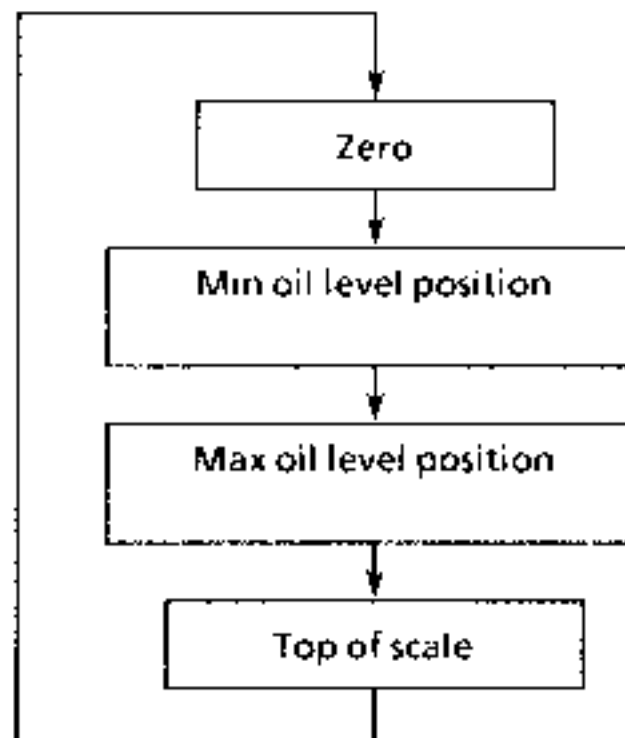 Zero
Min oil level position
Max oil level position
Top of scale